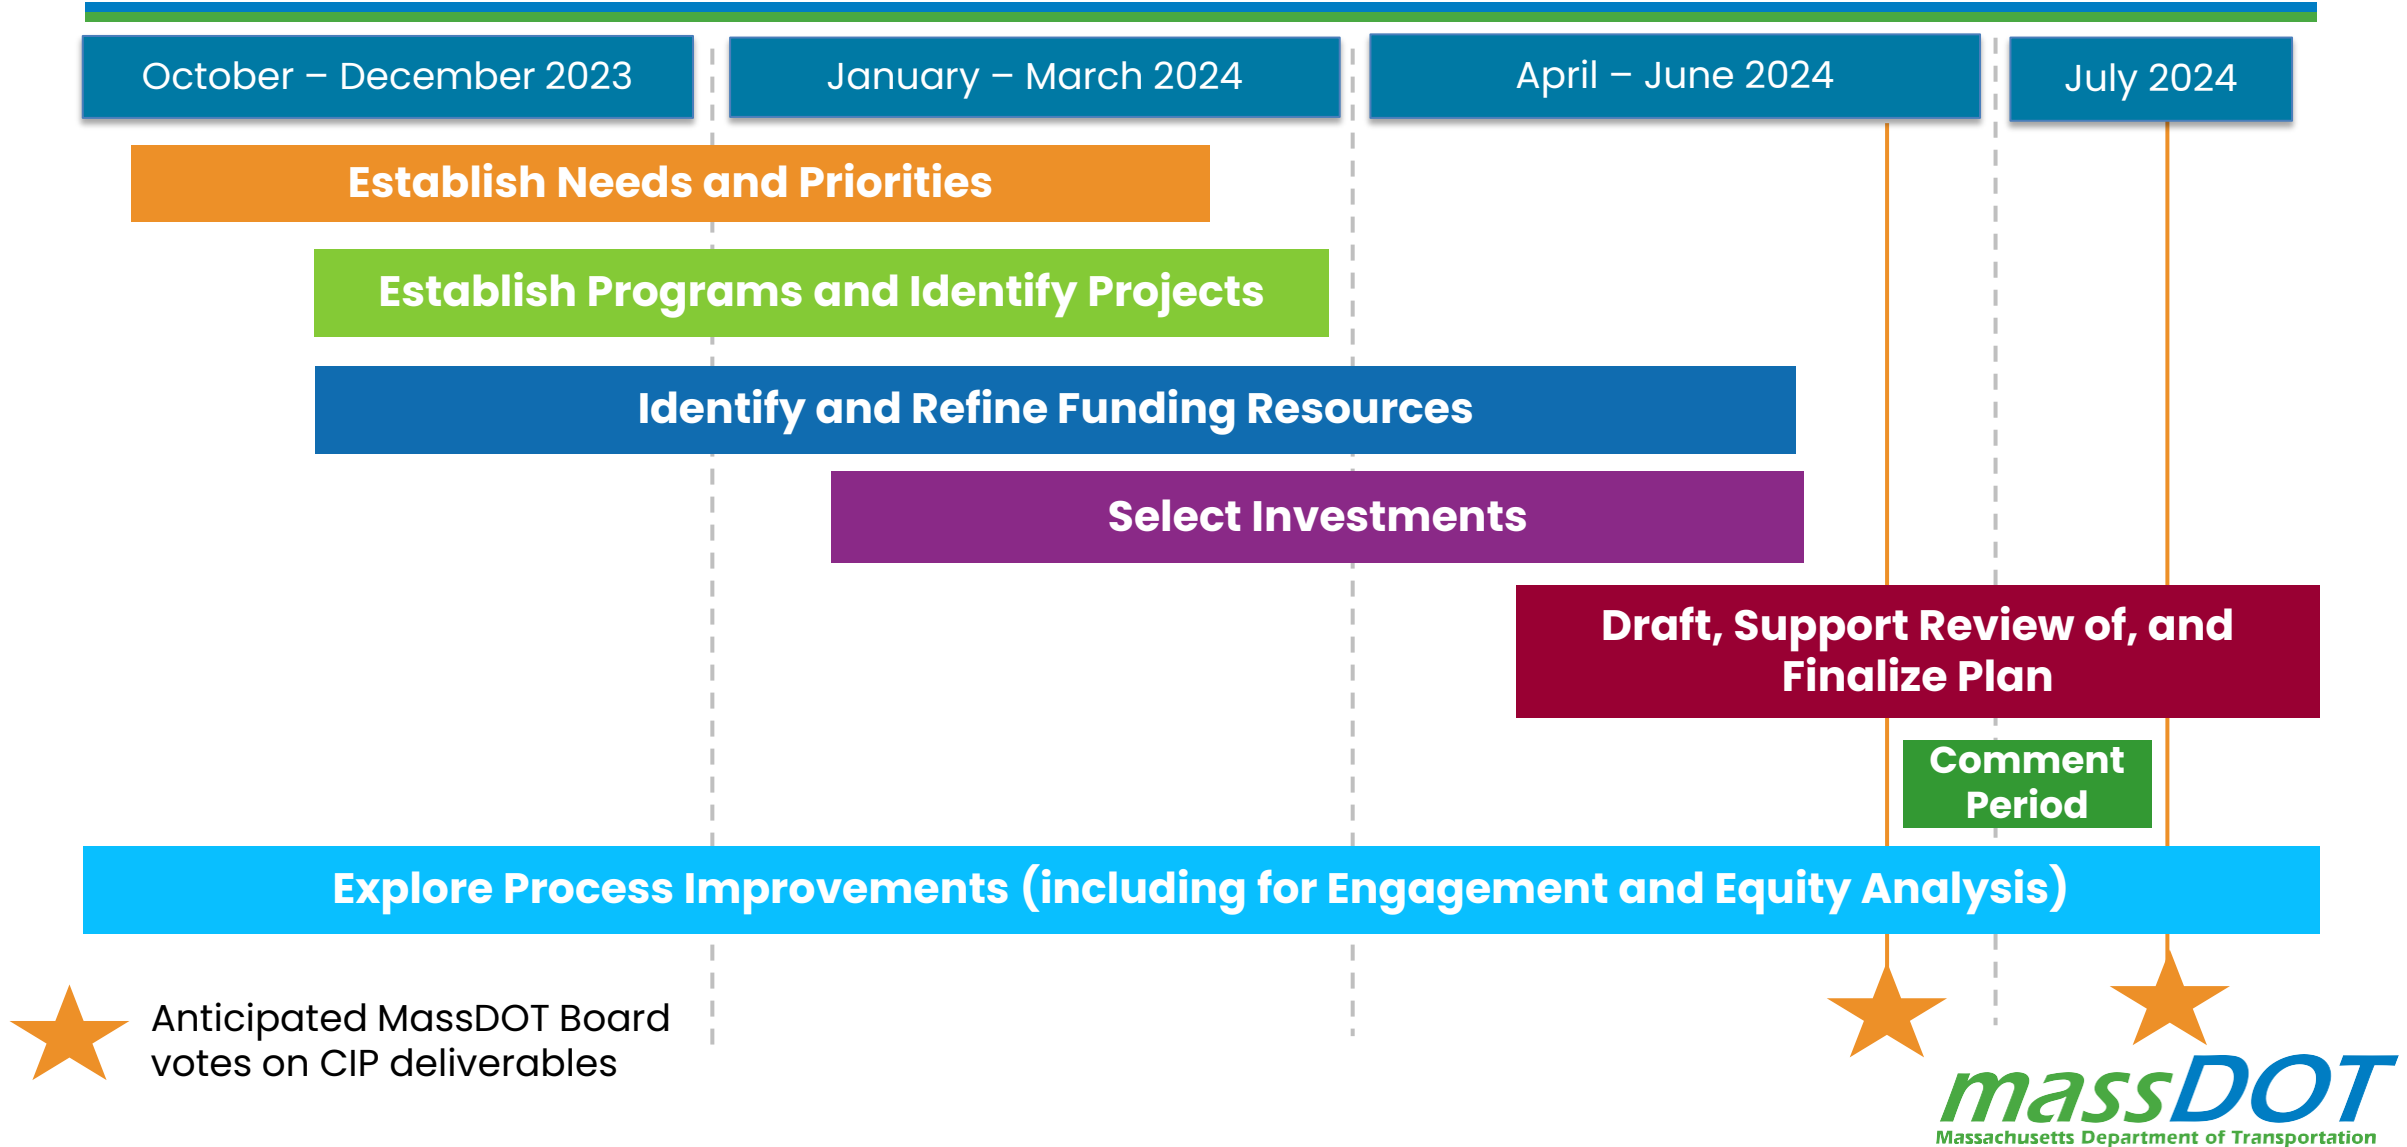 October – December 2023
January – March 2024
April – June 2024
July 2024
Establish Needs and Priorities
Establish Programs and Identify Projects
Identify and Refine Funding Resources
Select Investments
Draft, Support Review of, and
Finalize Plan
Comment
Period
Explore Process Improvements (including for Engagement and Equity Analysis)
Anticipated MassDOT Board
votes on CIP deliverables
massDOT
Massachusetts Department of Transportation